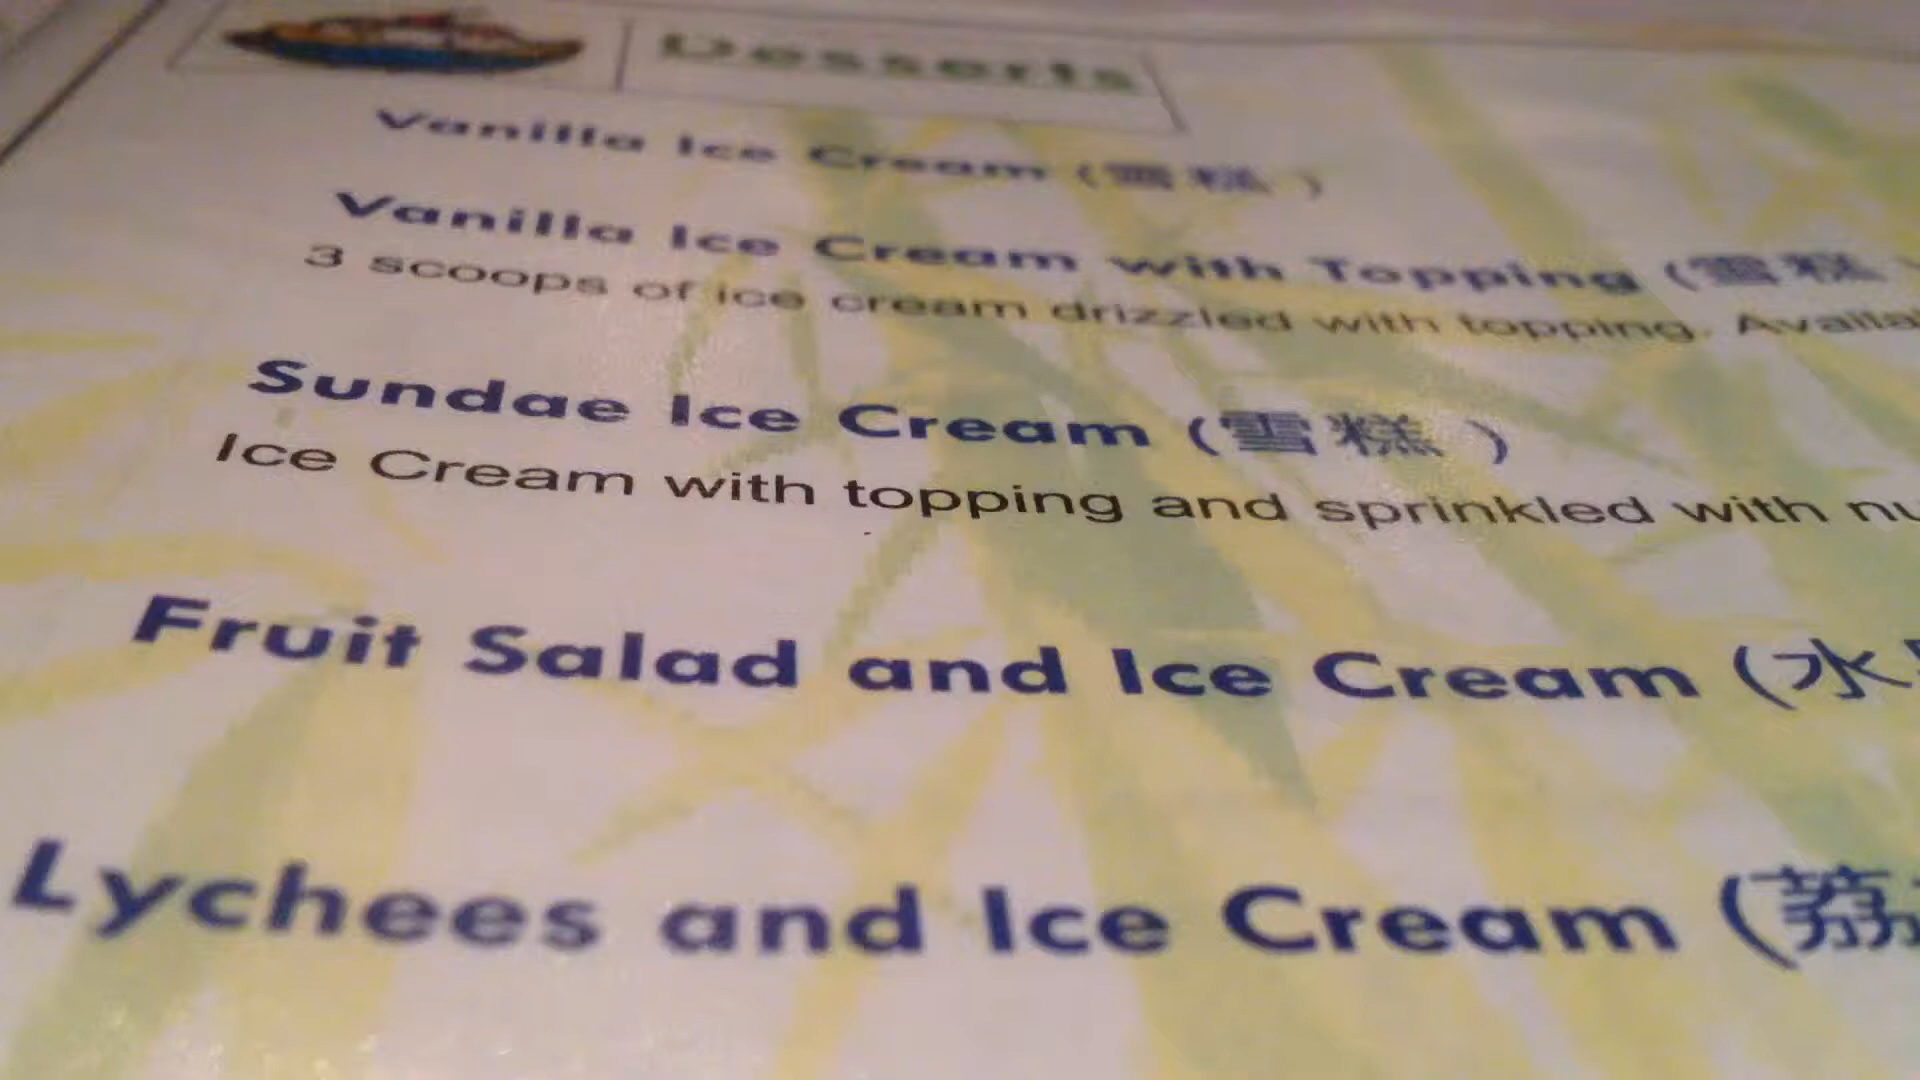 Desserts
Vanilla Ice Cream (雪糕)
Vanilla Ice Cream with Topping (雪糕
3 scoops of ice cream drizzled with topping.
Sundae Ice Cream (雪糕)
Ice Cream with topping and sprinkled with
Fruit Salad and Ice Cream (水
Lychees and Ice Cream (荔